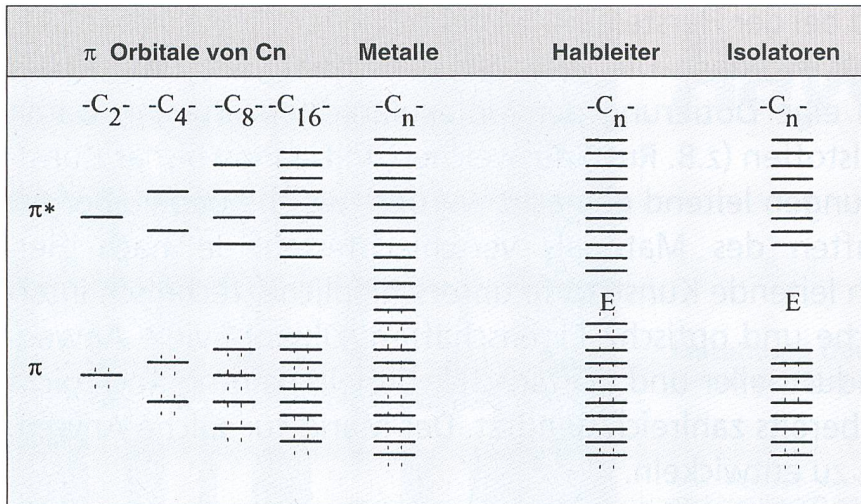 π Orbitale von Cn Metalle Halbleiter Isolatoren
-C2- -C4- -C8- -C16- -Cn- -Cn- -Cn-
π*
E E
π